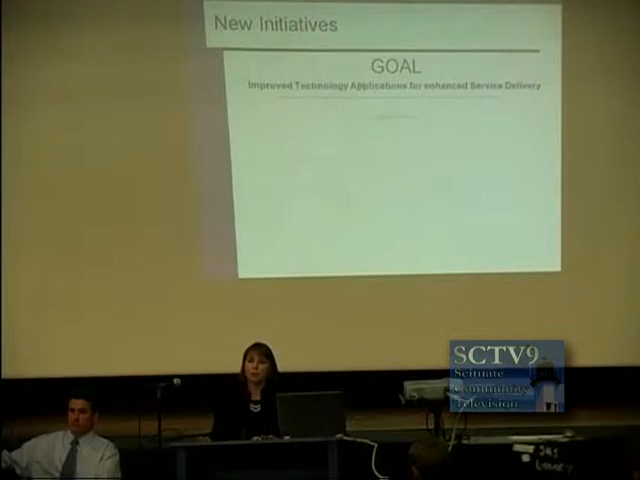 New Initiatives
GOAL
Improved Technology Applications for enhanced Service Delivery
SCTV9
Scituate
Community
Television